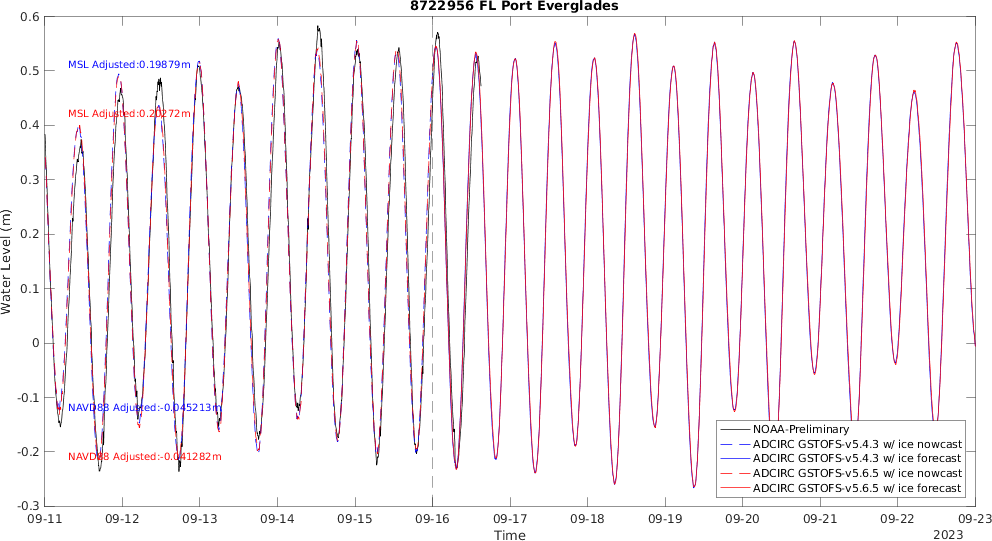 8722956 FL Port Everglades
0.6
0.5
0.4
0.3
0.2
0.1
0
-0.1
-0.2
-0.3
Water Level (m)
MSL Adjusted:0.19879m
MSL Adjusted:0.20272m
NAVD88 Adjusted:-0.045213m
NAVD88 Adjusted:-0.041282m
NOAA-Preliminary
ADCIRC GSTOFS-v5.4.3 w/ ice nowcast
ADCIRC GSTOFS-v5.4.3 w/ ice forecast
ADCIRC GSTOFS-v5.6.5 w/ ice nowcast
ADCIRC GSTOFS-v5.6.5 w/ ice forecast
09-11 09-12 09-13 09-14 09-15 09-16 09-17 09-18 09-19 09-20 09-21 09-22 09-23
Time
2023